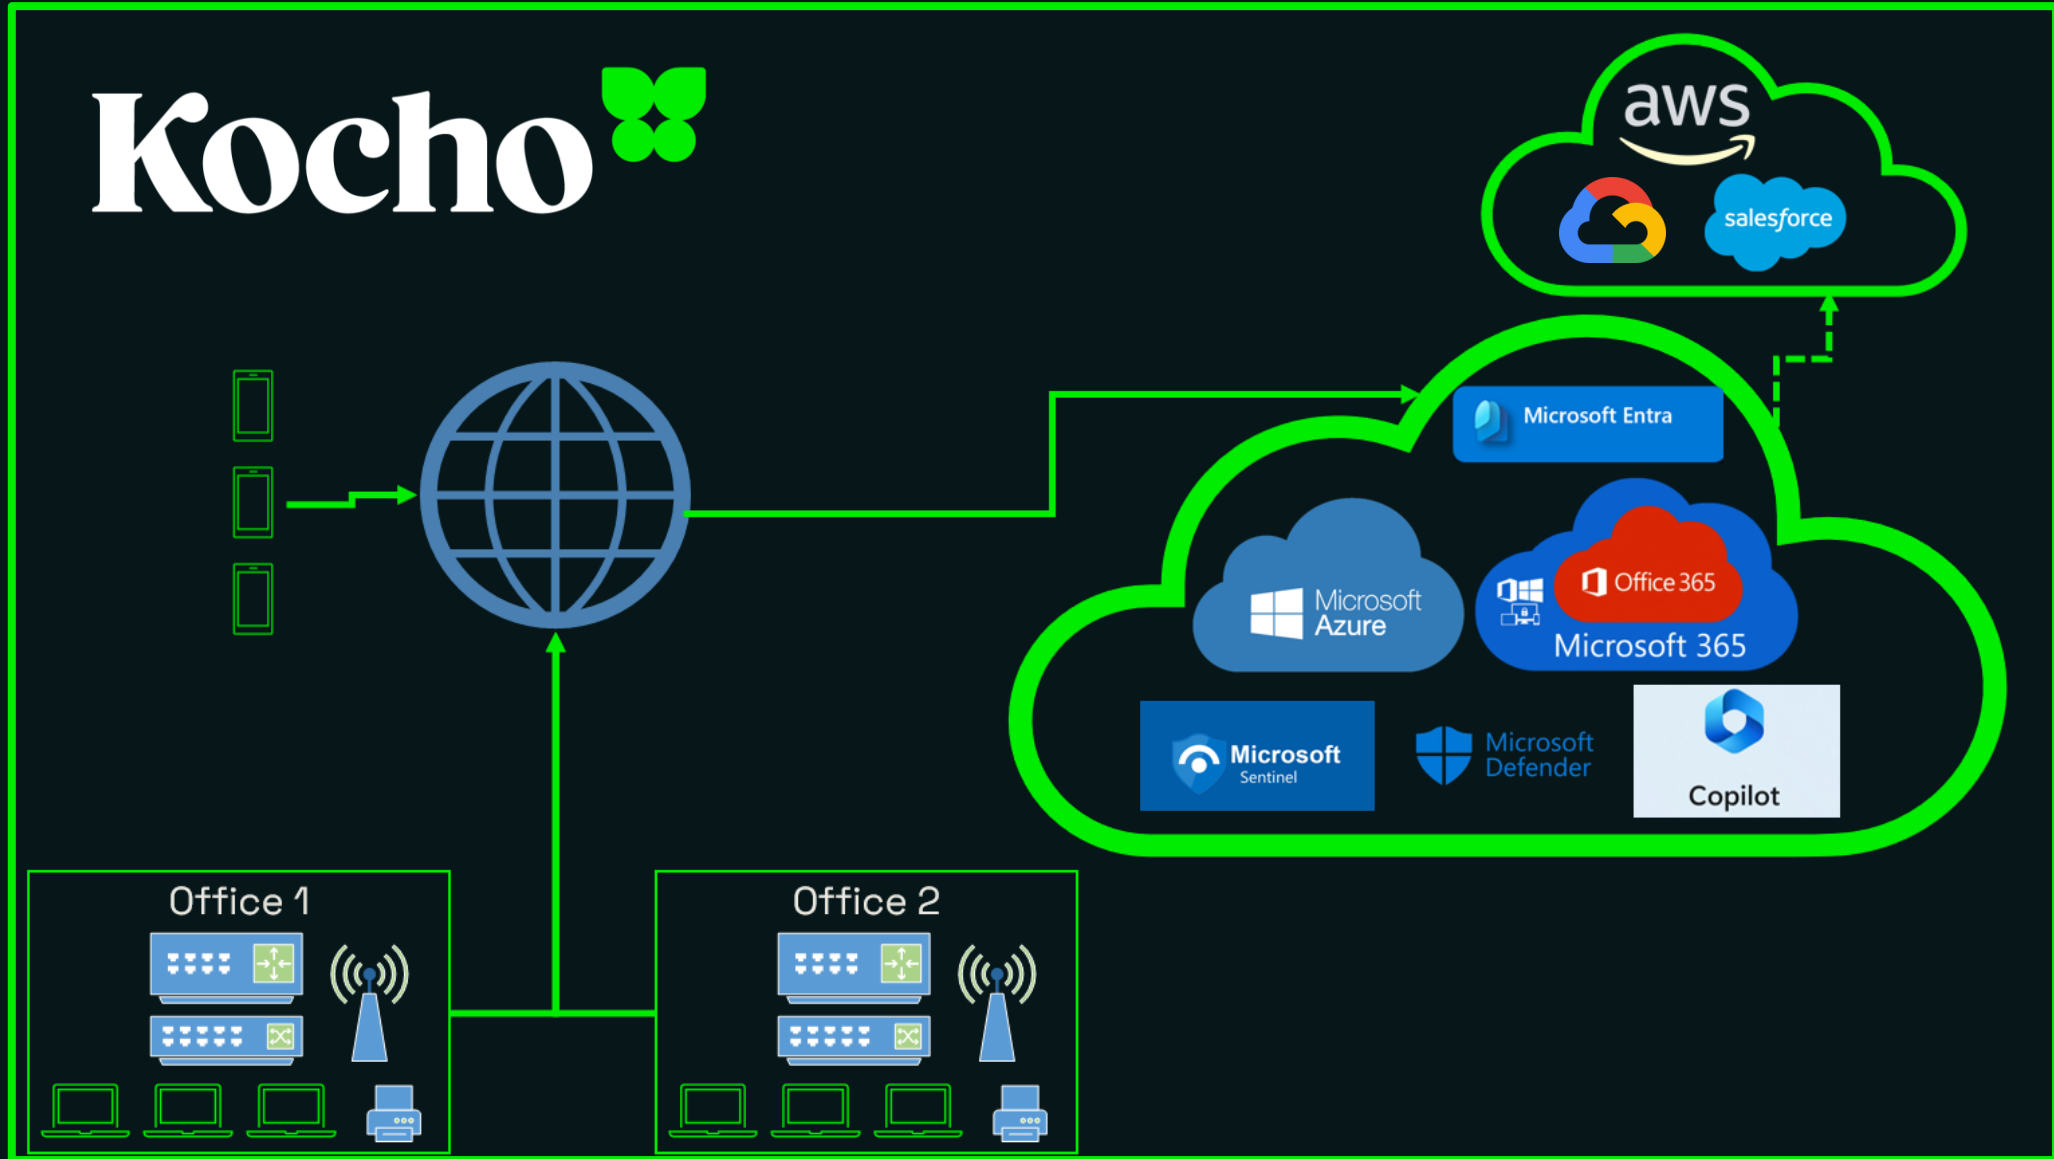 Kocho
aws
salesforce
Microsoft Entra
Microsoft
Azure
Office 365
Microsoft 365
Microsoft
Sentinel
Microsoft
Defender
Copilot
Office 1
Office 2